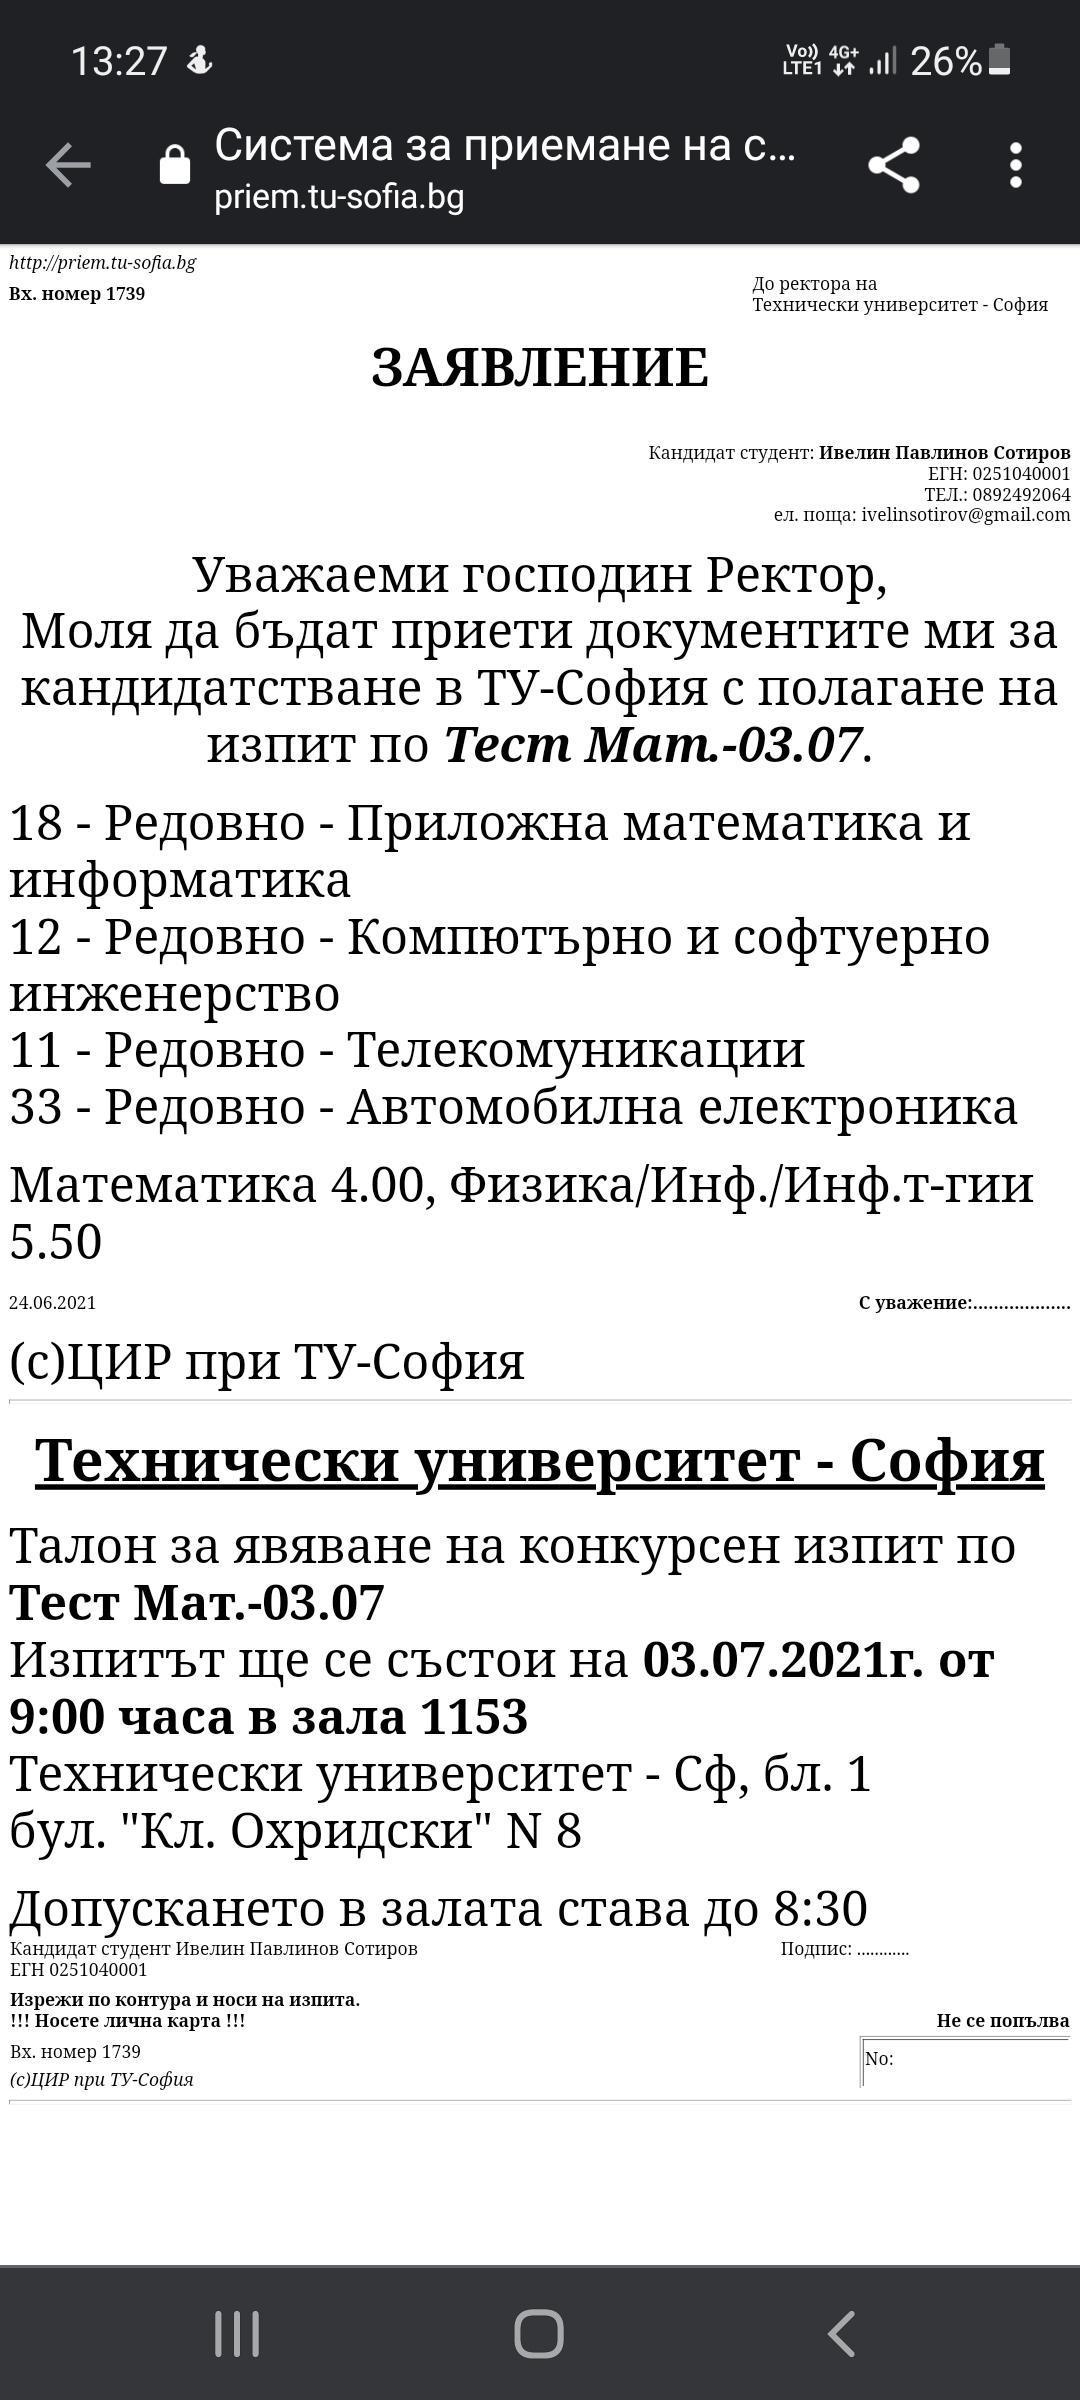 13:27
Vo)) LTE1 4G+ 26%
Система за приемане на с...
priem.tu-sofia.bg
http://priem.tu-sofia.bg
Вх. номер 1739
До ректора на
Технически университет - София
ЗАЯВЛЕНИЕ
Кандидат студент: Ивелин Павлинов Сотиров
ЕГН: 0251040001
ТЕЛ.: 0892492064
ел. поща: ivelinsotirov@gmail.com
Уважаеми господин Ректор,
Моля да бъдат приети документите ми за
кандидатстване в ТУ-София с полагане на
изпит по Тест Мат.-03.07.
18 - Редовно - Приложна математика и
информатика
12 - Редовно - Компютърно и софтуерно
инженерство
11 - Редовно - Телекомуникации
33 - Редовно - Автомобилна електроника
Математика 4.00, Физика/Инф./Инф.т-гии
5.50
24.06.2021 С уважение:...................
(с)ЦИР при ТУ-София
Технически университет - София
Талон за явяване на конкурсен изпит по
Тест Мат.-03.07
Изпитът ще се състои на 03.07.2021г. от
9:00 часа в зала 1153
Технически университет - Сф, бл. 1
бул. "Кл. Охридски" N 8
Допускането в залата става до 8:30
Кандидат студент Ивелин Павлинов Сотиров Подпис: ............
ЕГН 0251040001
Изрежи по контура и носи на изпита.
!!! Носете лична карта !!! Не се попълва
Вх. номер 1739 No:
(с)ЦИР при ТУ-София